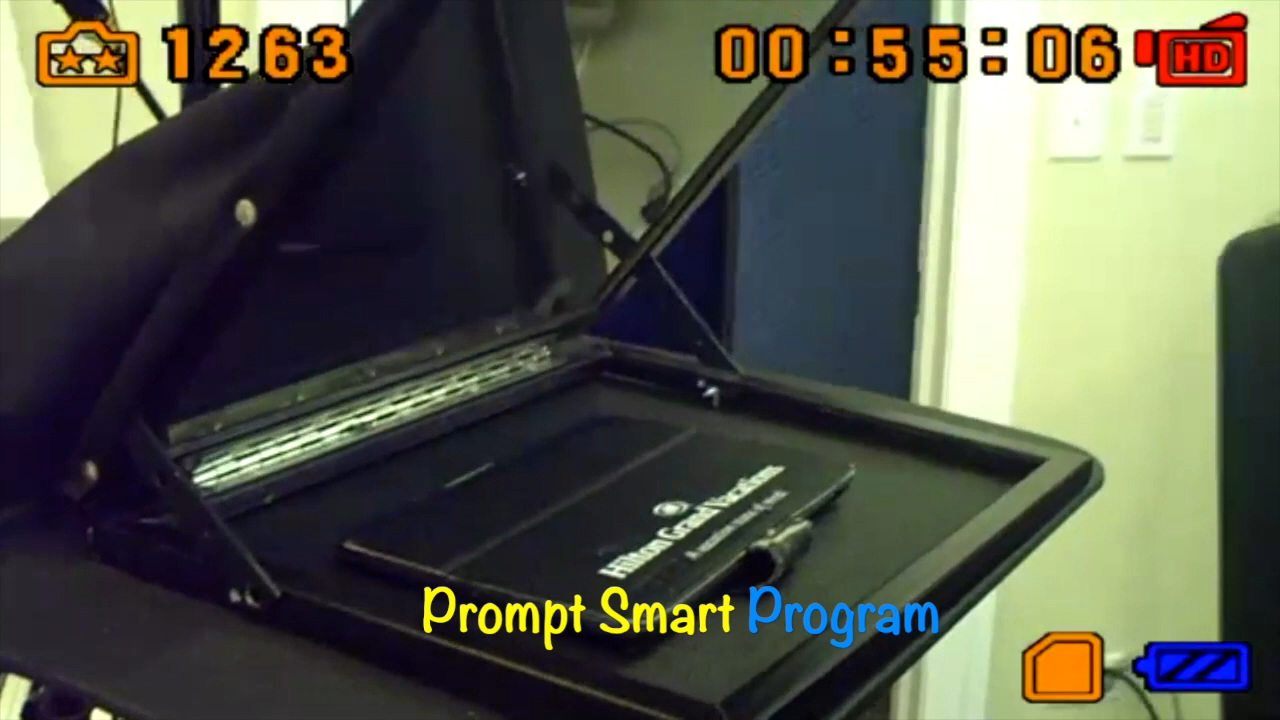 1263
00:55:06
HD
Hilton Grand Vacations
Prompt Smart Program